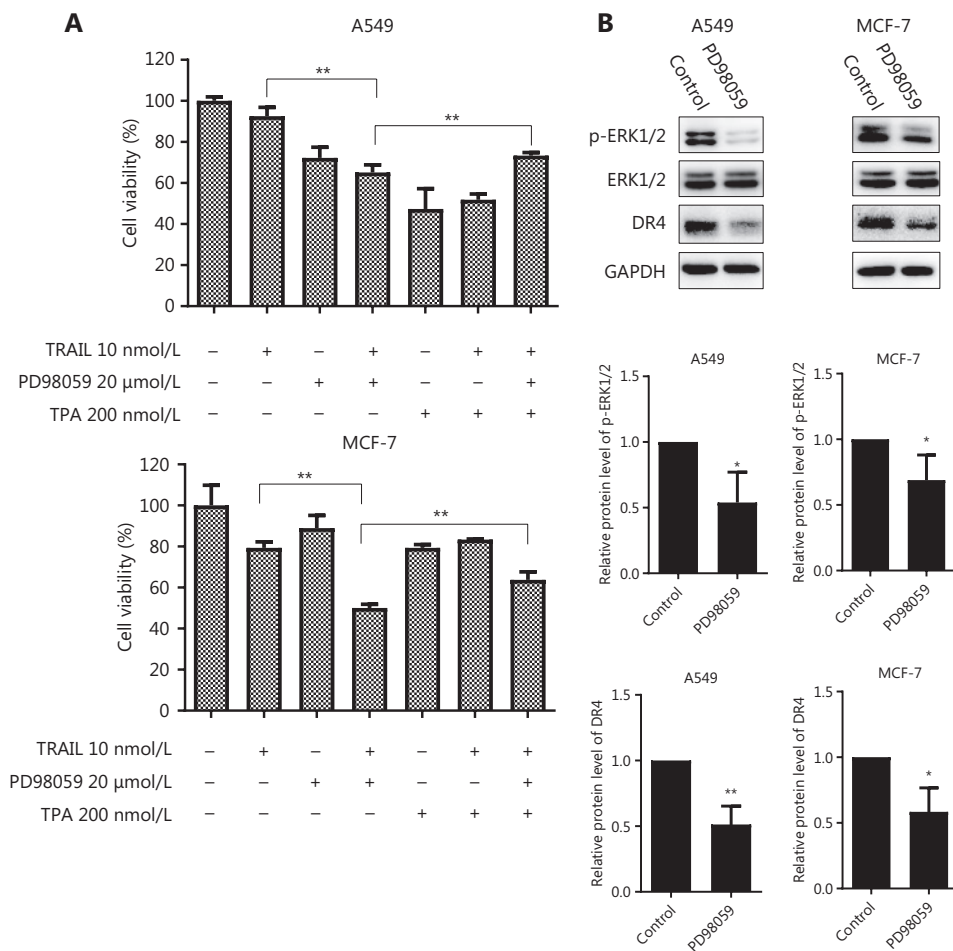 A
A549
120
100
80
60
40
20
0
Cell viability (%)
**
**
TRAIL 10 nmol/L – + – + – + +
PD98059 20 μmol/L – – + + – – +
TPA 200 nmol/L – – – – + + +
MCF-7
120
100
80
60
40
20
0
Cell viability (%)
**
**
TRAIL 10 nmol/L – + – + – + +
PD98059 20 μmol/L – – + + – – +
TPA 200 nmol/L – – – – + + +
B
A549
MCF-7
Control
PD98059
Control
PD98059
p-ERK1/2
ERK1/2
DR4
GAPDH
A549
Relative protein level of p-ERK1/2
1.5
1.0
0.5
0.0
*
Control
PD98059
MCF-7
Relative protein level of p-ERK1/2
1.5
1.0
0.5
0.0
*
Control
PD98059
A549
Relative protein level of DR4
1.5
1.0
0.5
0.0
**
Control
PD98059
MCF-7
Relative protein level of DR4
1.5
1.0
0.5
0.0
*
Control
PD98059